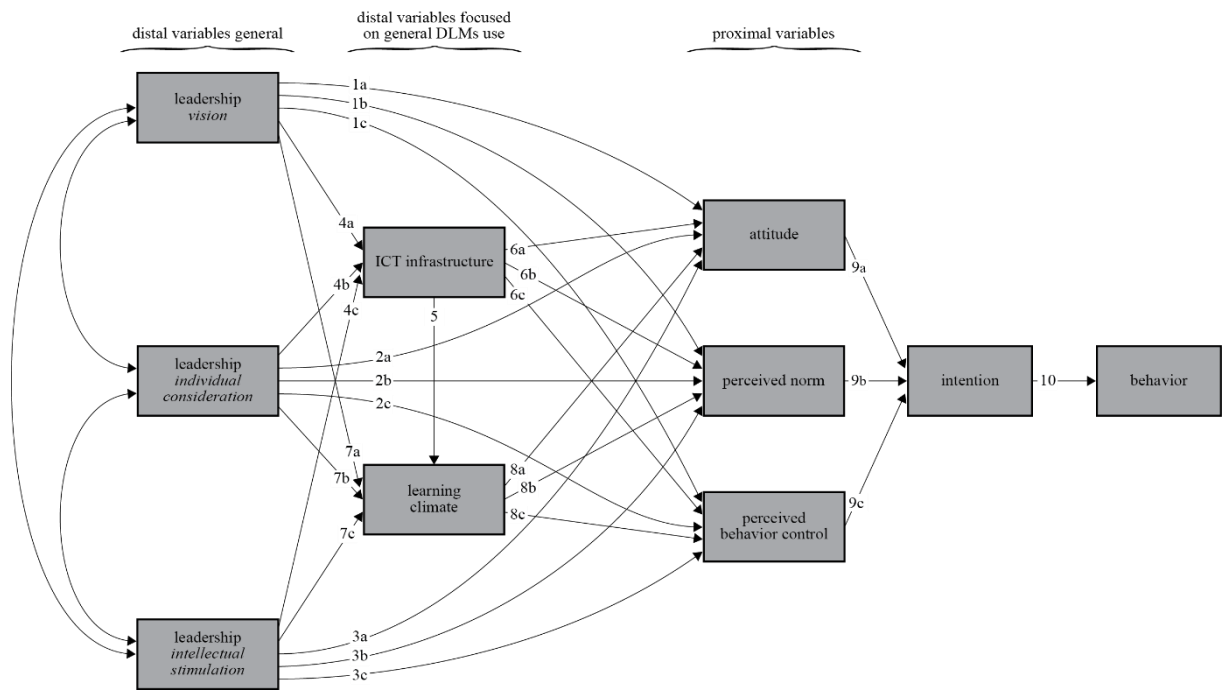 distal variables general
distal variables focused
on general DLMs use
proximal variables
leadership
vision
1a
1b
1c
4a
ICT infrastructure
6a
6b
6c
attitude
9a
4b
4c
5
leadership
individual
consideration
2a
2b
2c
perceived norm
9b
intention
10
behavior
7a
7b
7c
learning
climate
8a
8b
8c
perceived
behavior control
9c
leadership
intellectual
stimulation
3a
3b
3c